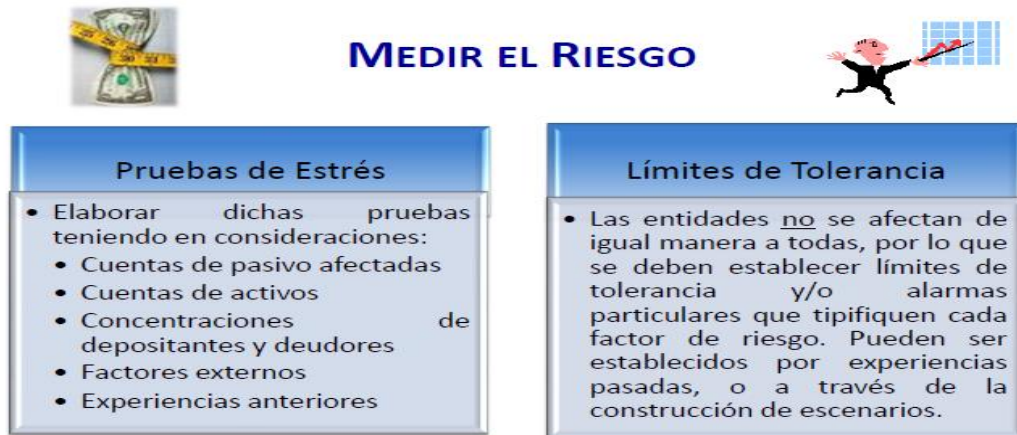 MEDIR EL RIESGO
Pruebas de Estrés
• Elaborar dichas pruebas
teniendo en consideraciones:
• Cuentas de pasivo afectadas
• Cuentas de activos
• Concentraciones de
depositantes y deudores
• Factores externos
• Experiencias anteriores
Límites de Tolerancia
• Las entidades no se afectan de
igual manera a todas, por lo que
se deben establecer límites de
tolerancia y/o alarmas
particulares que tipifiquen cada
factor de riesgo. Pueden ser
establecidos por experiencias
pasadas, o a través de la
construcción de escenarios.